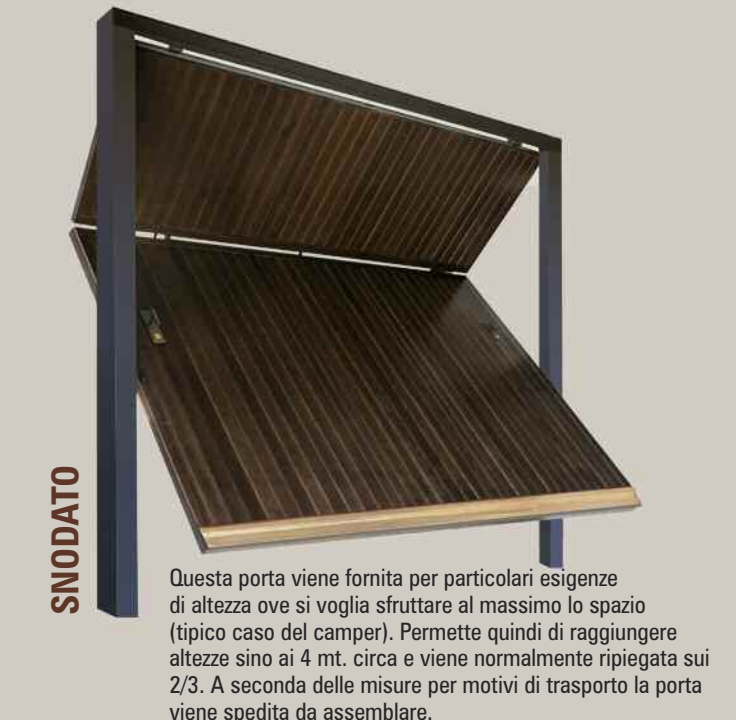 SNODATO
Questa porta viene fornita per particolari esigenze
di altezza ove si voglia sfruttare al massimo lo spazio
(tipico caso del camper). Permette quindi di raggiungere
altezze sino ai 4 mt. circa e viene normalmente ripiegata sui
2/3. A seconda delle misure per motivi di trasporto la porta
viene spedita da assemblare.